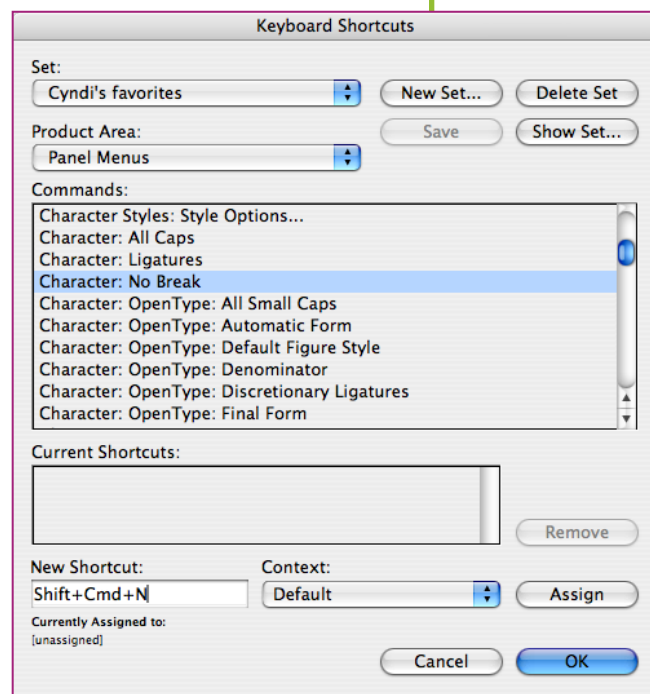 Keyboard Shortcuts
Set:
Cyndi's favorites
New Set...
Delete Set
Product Area:
Save
Show Set...
Panel Menus
Commands:
Character Styles: Style Options...
Character: All Caps
Character: Ligatures
Character: No Break
Character: OpenType: All Small Caps
Character: OpenType: Automatic Form
Character: OpenType: Default Figure Style
Character: OpenType: Denominator
Character: OpenType: Discretionary Ligatures
Character: OpenType: Final Form
Current Shortcuts:
Remove
New Shortcut:
Context:
Shift+Cmd+N
Default
Assign
Currently Assigned to:
[unassigned]
Cancel
OK